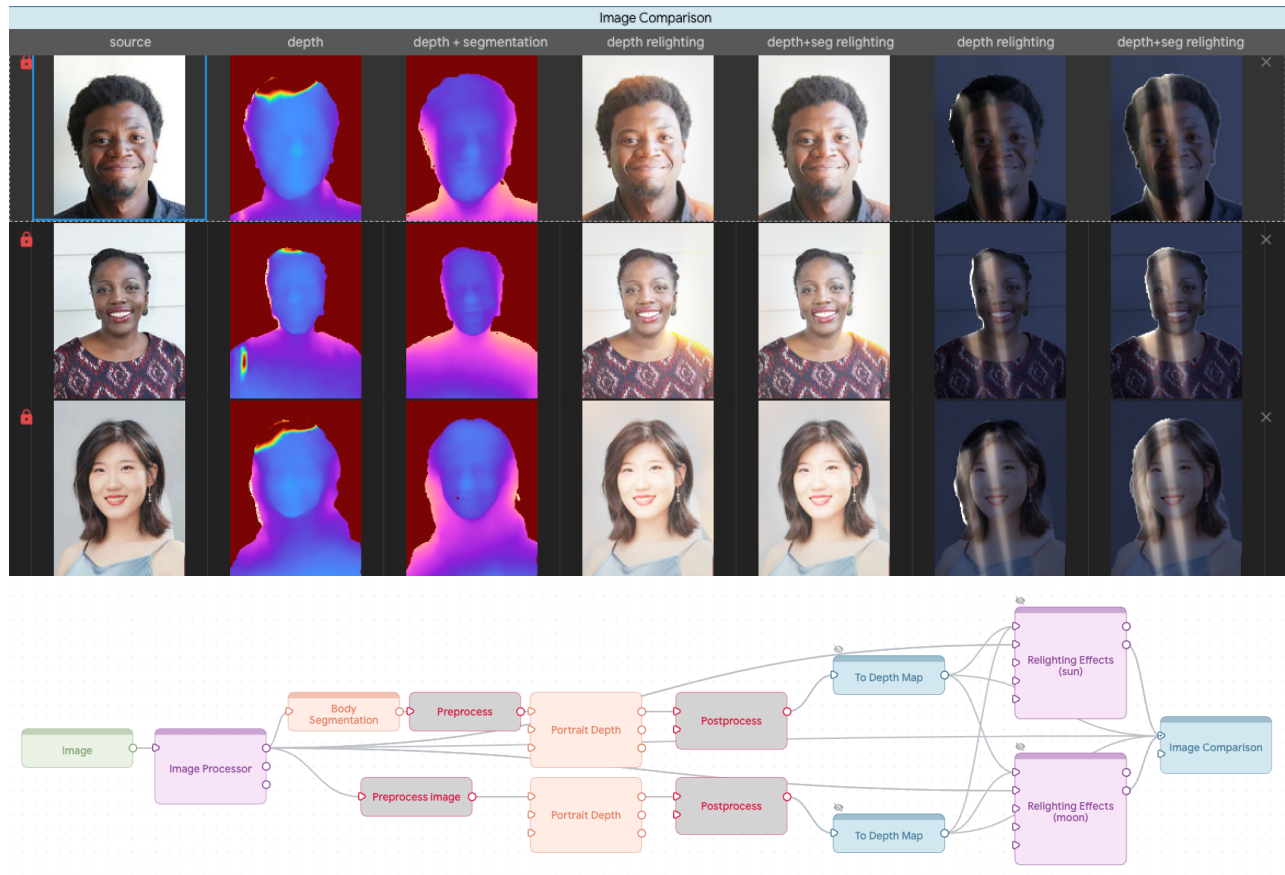 Image Comparison
source depth depth + segmentation depth relighting depth+seg relighting depth relighting depth+seg relighting
Relighting Effects
(sun)
To Depth Map
Body
Segmentation
Preprocess
Portrait Depth
Postprocess
Image
Image Processor
Image Comparison
Preprocess Image
Portrait Depth
Postprocess
To Depth Map
Relighting Effects
(moon)